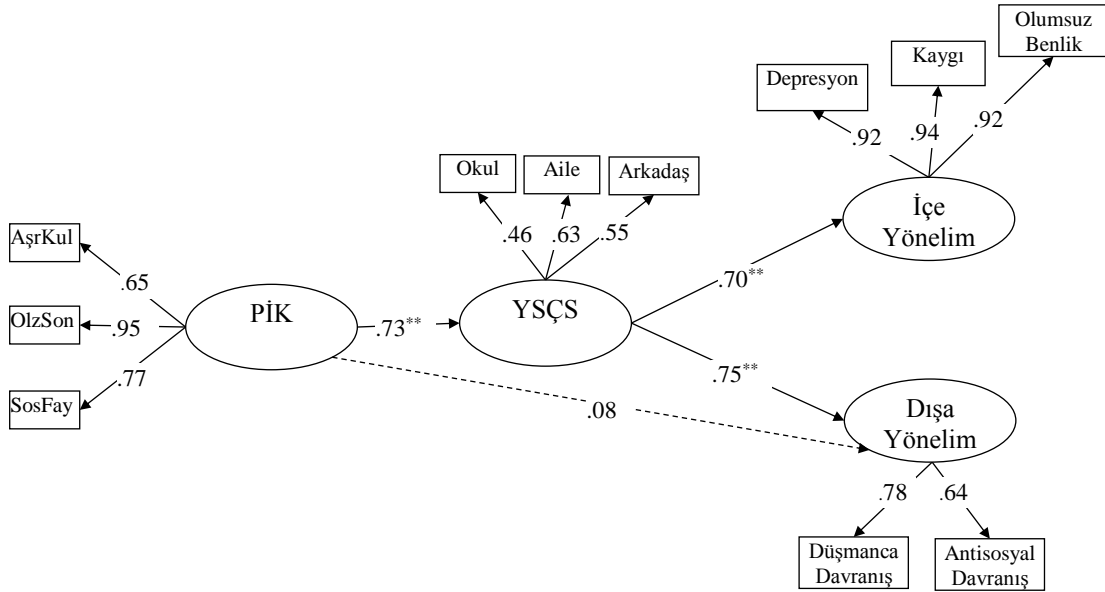 Olumsuz
Benlik
Kaygı
Depresyon
.92
.94
.92
Okul
Aile
Arkadaş
.46
.63
.55
İçe
Yönelim
AşrKul
.65
OlzSon
.95
SosFay
.77
PİK
.73**
YSÇS
.70**
.75**
.08
Dışa
Yönelim
.78
.64
Düşmanca
Davranış
Antisosyal
Davranış